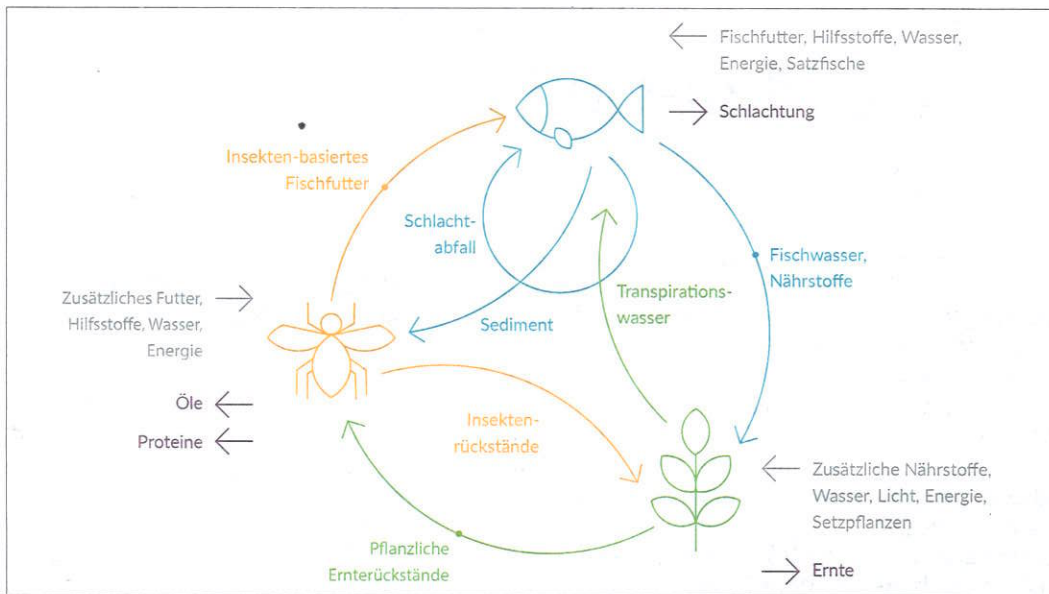 Fischfutter, Hilfsstoffe, Wasser,
Energie, Satzfische
Schlachtung
Insekten-basiertes
Fischfutter
Schlacht-
abfall
Fischwasser,
Nährstoffe
Transpirations-
wasser
Sediment
Zusätzliches Futter,
Hilfsstoffe, Wasser,
Energie
Öle
Proteine
Insekten-
rückstände
Zusätzliche Nährstoffe,
Wasser, Licht, Energie,
Setzpflanzen
Pflanzliche
Ernterückstände
Ernte